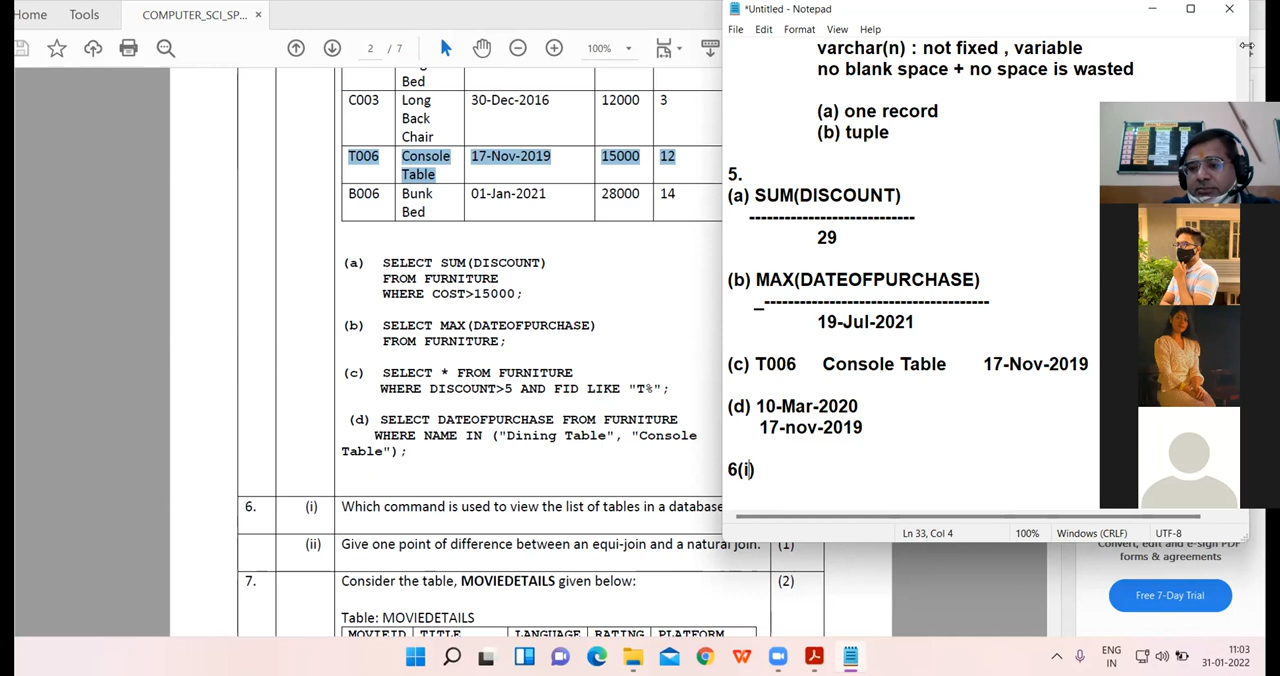 Home
Tools
COMPUTER_SCI_SP... ×
2 / 7
100%
Bed
C003 Long Back Chair 30-Dec-2016 12000 3
T006 Console Table 17-Nov-2019 15000 12
B006 Bunk Bed 01-Jan-2021 28000 14
(a) SELECT SUM(DISCOUNT)
FROM FURNITURE
WHERE COST>15000;
(b) SELECT MAX(DATEOFPURCHASE)
FROM FURNITURE;
(c) SELECT * FROM FURNITURE
WHERE DISCOUNT>5 AND FID LIKE "T%";
(d) SELECT DATEOFPURCHASE FROM FURNITURE
WHERE NAME IN ("Dining Table", "Console
Table");
6. (i) Which command is used to view the list of tables in a database
(ii) Give one point of difference between an equi-join and a natural join. (1)
7. Consider the table, MOVIEDETAILS given below: (2)
Table: MOVIEDETAILS
MOVIEID TITLE LANGUAGE RATING PLATFORM
*Untitled - Notepad
File Edit Format View Help
varchar(n) : not fixed , variable
no blank space + no space is wasted
(a) one record
(b) tuple
5.
(a) SUM(DISCOUNT)
---------------------------
29
(b) MAX(DATEOFPURCHASE)
_--------------------------------------
19-Jul-2021
(c) T006 Console Table 17-Nov-2019
(d) 10-Mar-2020
17-nov-2019
6(i)
Ln 33, Col 4 100% Windows (CRLF) UTF-8
Convert, edit and e-sign PDF
forms & agreements
Free 7-Day Trial
ENG
IN
11:03
31-01-2022